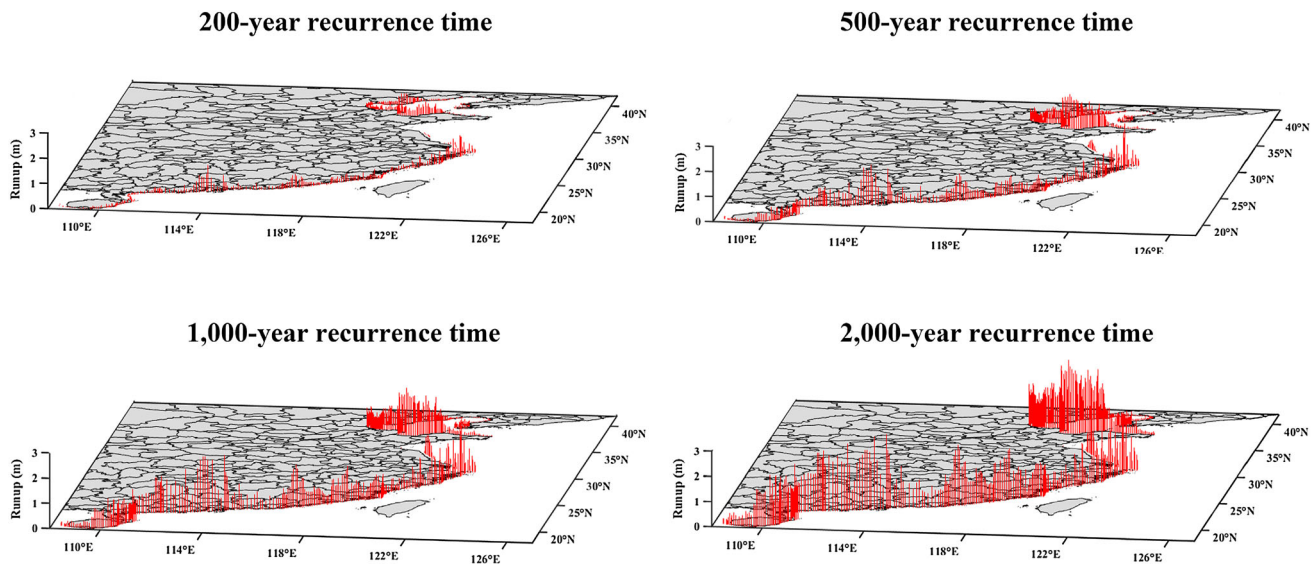 200-year recurrence time
500-year recurrence time
Runup (m)
3
2
1
0
110°E
114°E
118°E
122°E
126°E
20°N
25°N
30°N
35°N
40°N
Runup (m)
3
2
1
0
110°E
114°E
118°E
122°E
126°E
20°N
25°N
30°N
35°N
40°N
1,000-year recurrence time
2,000-year recurrence time
Runup (m)
3
2
1
0
110°E
114°E
118°E
122°E
126°E
20°N
25°N
30°N
35°N
40°N
Runup (m)
3
2
1
0
110°E
114°E
118°E
122°E
126°E
20°N
25°N
30°N
35°N
40°N